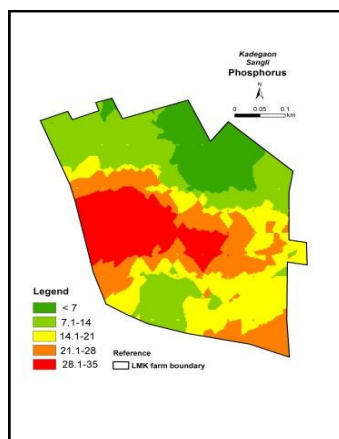 Kadegaon
Sangli
Phosphorus
N
0 0.05 0.1
km
Legend
< 7
7.1-14
14.1-21
21.1-28
28.1-35
Reference
LMK farm boundary